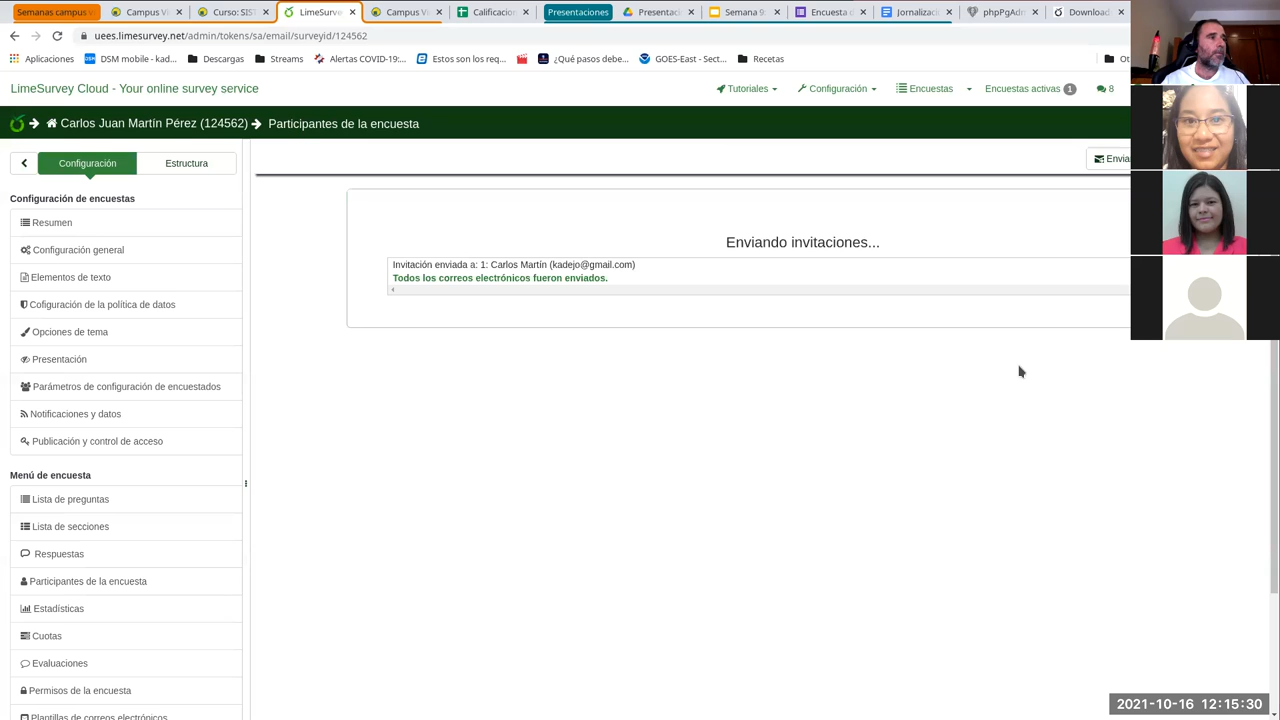 Semanas campus vi
Campus Vi
Curso: SIS
LimeSurve
Campus Vi
Calificacion
Presentaciones
Presentaci
Semana 9
Encuesta d
Jornalizaci
phpPgAdm
Download
uees.limesurvey.net/admin/tokens/sa/email/surveyid/124562
Aplicaciones
DSM mobile - kad...
Descargas
Streams
Alertas COVID-19:...
Estos son los req...
¿Qué pasos debe...
GOES-East - Sect...
Recetas
Ot
LimeSurvey Cloud - Your online survey service
Tutoriales
Configuración
Encuestas
Encuestas activas 1
8
Carlos Juan Martín Pérez (124562)
Participantes de la encuesta
Configuración
Estructura
Envia
Configuración de encuestas
Resumen
Configuración general
Elementos de texto
Cofiguración de la política de datos
Opciones de tema
Presentación
Parámetros de configuración de encuestados
Notificaciones y datos
Publicación y control de acceso
Enviando invitaciones...
Invitación enviada a: 1: Carlos Martín (kadejo@gmail.com)
Todos los correos electrónicos fueron enviados.
Menú de encuesta
Lista de preguntas
Lista de secciones
Respuestas
Participantes de la encuesta
Estadísticas
Cuotas
Evaluaciones
Permisos de la encuesta
Plantillas de correos electrónicos
2021-10-16 12:15:30